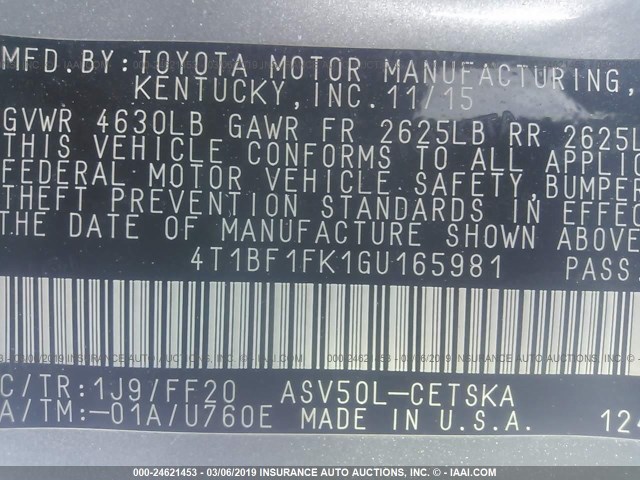 MFD.BY:TOYOTA MOTOR MANUFACTURING,
KENTUCKY,INC.11/15
GVWR 4630LB GAWR FR 2625LB RR 2625L
THIS VEHICLE CONFORMS TO ALL APPLIC
FEDERAL MOTOR VEHICLE SAFETY,BUMPE
THEFT PREVENTION STANDARDS IN EFFEC
THE DATE OF MANUFACTURE SHOWN ABOVE
4T1BF1FK1GU165981 PASS
C/TR:1J9/FF20 ASV50L-CETSKA
A/TM:-01A/U760E MADE IN U.S.A. 124
000-24621453 - 03/06/2019 INSURANCE AUTO AUCTIONS INC. - © - IAAI.COM